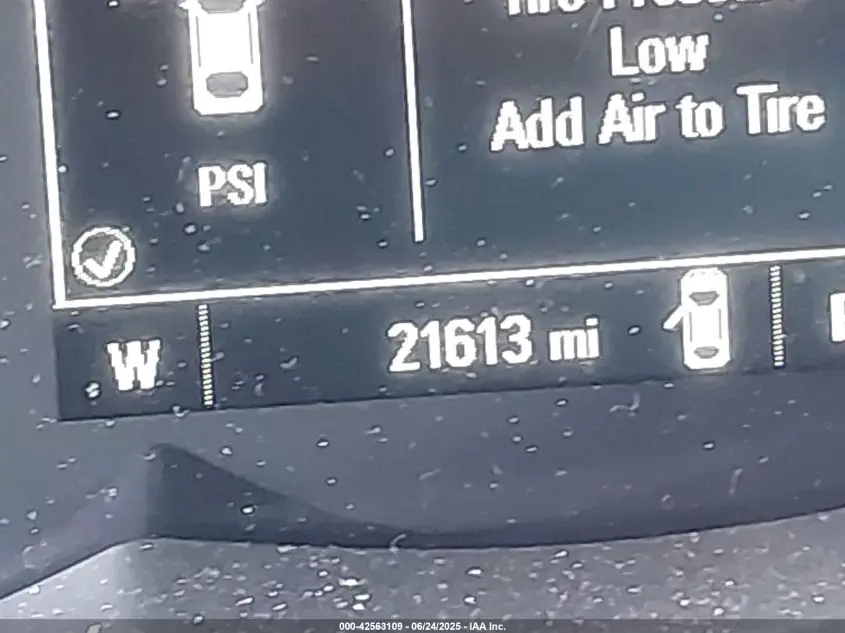 Low
Add Air to Tire
PSI
W
21613 mi
000-42563109 - 06/24/2025 - IAA Inc.